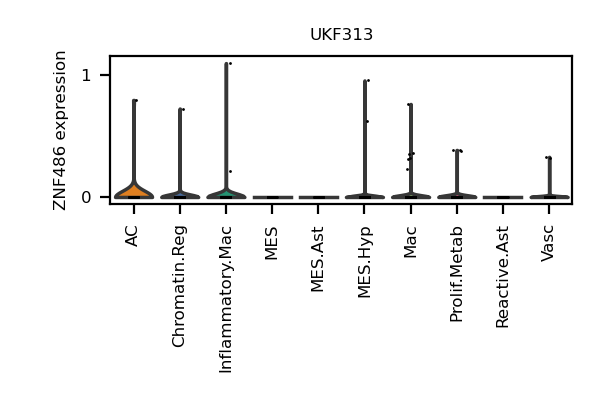 UKF313
ZNF486 expression
1
0
AC
Chromatin.Reg
Inflammatory.Mac
MES
MES.Ast
MES.Hyp
Mac
Prolif.Metab
Reactive.Ast
Vasc